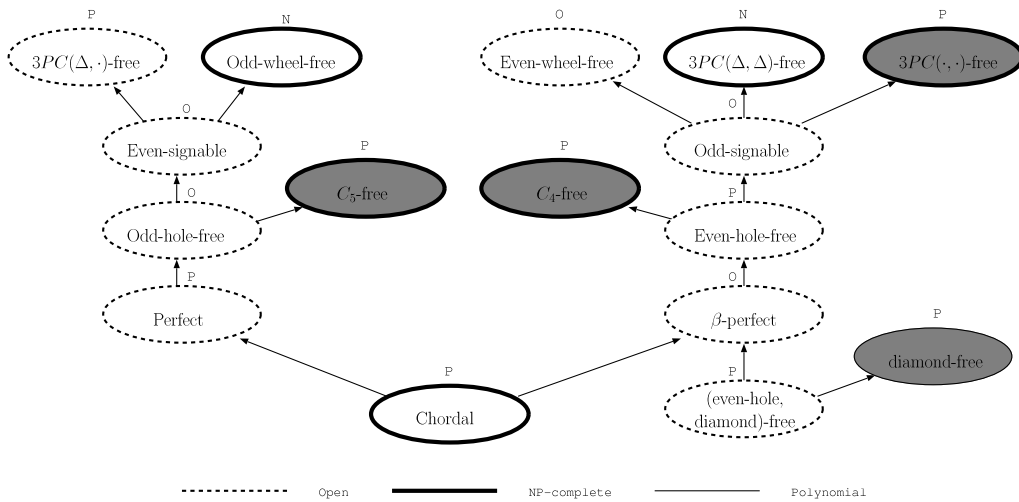 P
N
O
N
P
3PC(Δ, ·)-free
Odd-wheel-free
Even-wheel-free
3PC(Δ, Δ)-free
3PC(·, ·)-free
O
O
Even-signable
Odd-signable
P
P
O
P
C₅-free
C₄-free
Odd-hole-free
Even-hole-free
P
O
Perfect
β-perfect
P
diamond-free
P
P
(even-hole,
diamond)-free
Chordal
Open
NP-complete
Polynomial